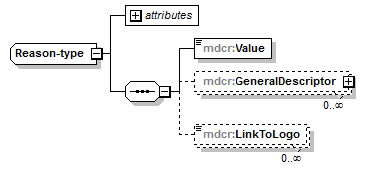 attributes
Reason-type
mdcr:Value
mdcr:GeneralDescriptor
0..∞
mdcr:LinkToLogo
0..∞